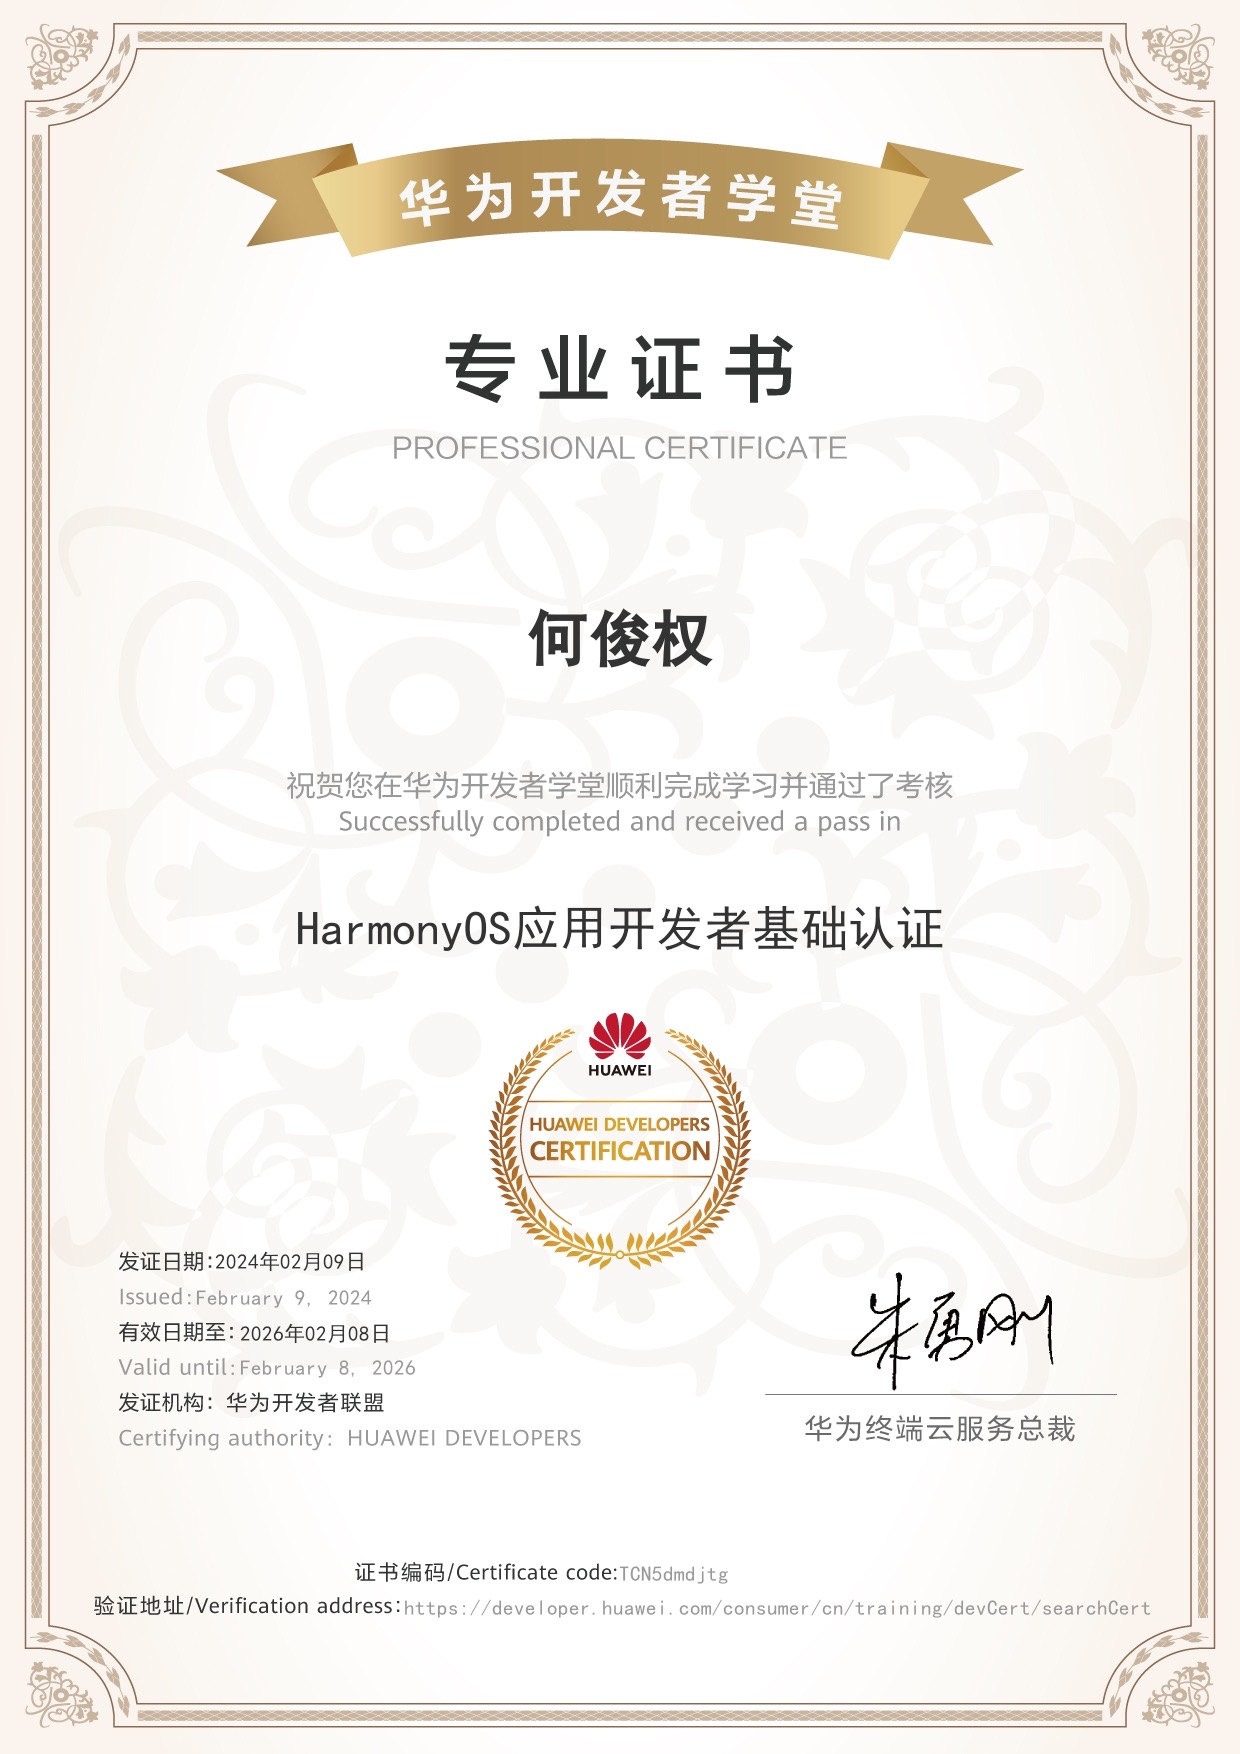 华为开发者学堂
专业证书
PROFESSIONAL CERTIFICATE
何俊权
祝贺您在华为开发者学堂顺利完成学习并通过了考核
Successfully completed and received a pass in
HarmonyOS应用开发者基础认证
HUAWEI
HUAWEI DEVELOPERS
CERTIFICATION
发证日期:2024年02月09日
Issued:February 9, 2024
有效日期至:2026年02月08日
Valid until:February 8, 2026
发证机构：华为开发者联盟
Certifying authority：HUAWEI DEVELOPERS
朱勇刚
华为终端云服务总裁
证书编码/Certificate code:TCN5dmdjtg
验证地址/Verification address:https://developer.huawei.com/consumer/cn/training/devCert/searchCert